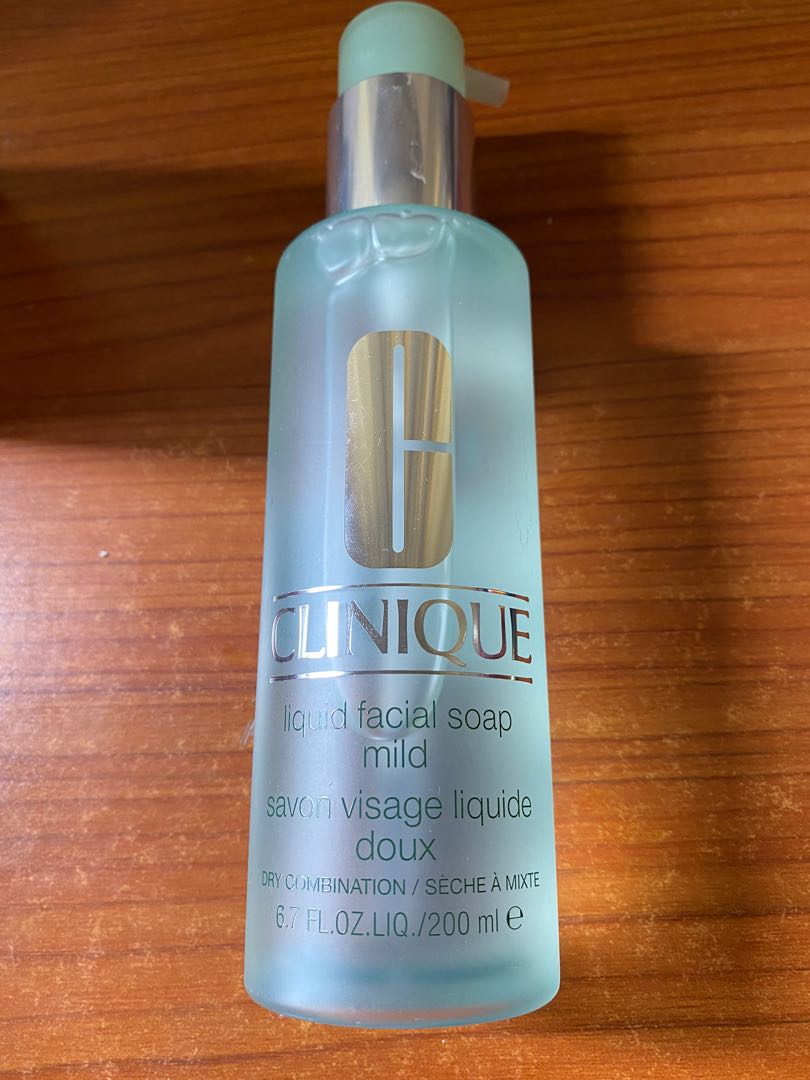 CLINIQUE
liquid facial soap
mild
savon visage liquide
doux
DRY COMBINATION / SÈCHE À MIXTE
6.7 FL.OZ.LIQ./200 ml ℮